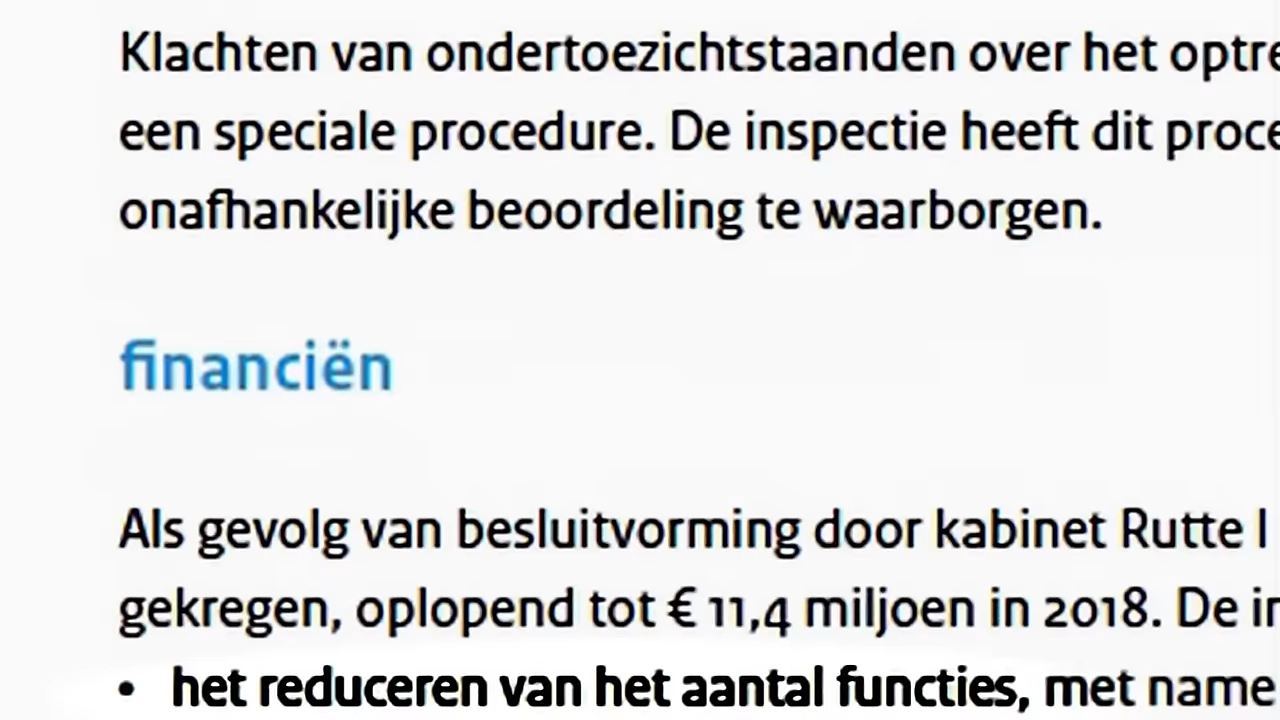 Klachten van ondertoezichtstaanden over het optre
een speciale procedure. De inspectie heeft dit proce
onafhankelijke beoordeling te waarborgen.
financiën
Als gevolg van besluitvorming door kabinet Rutte I
gekregen, oplopend tot € 11,4 miljoen in 2018. De in
• het reduceren van het aantal functies, met name